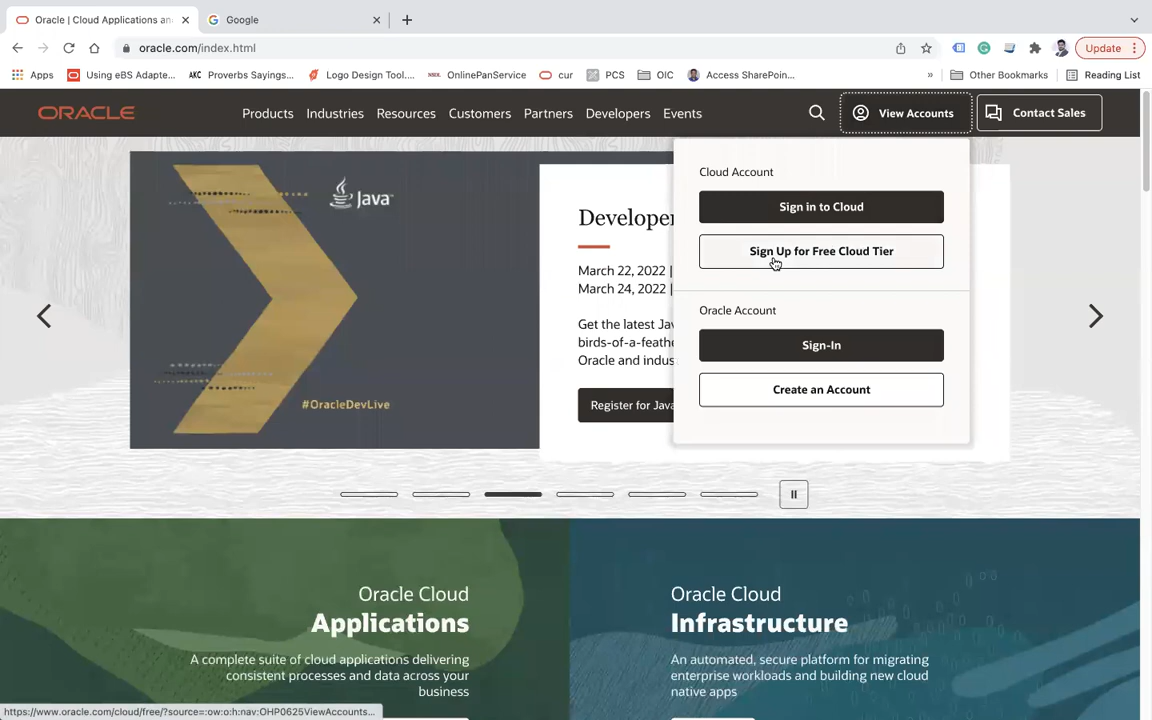 Oracle | Cloud Applications an
Google
oracle.com/index.html
Update
Apps
Using eBS Adapte...
AKC
Proverbs Sayings...
Logo Design Tool....
OnlinePanService
cur
PCS
OIC
Access SharePoin...
»
Other Bookmarks
Reading List
ORACLE
Products
Industries
Resources
Customers
Partners
Developers
Events
View Accounts
Contact Sales
Java
#OracleDevLive
Developer
March 22, 2022 |
March 24, 2022 |
Get the latest Jav
birds-of-a-feathe
Oracle and indus
Register for Java
Cloud Account
Sign in to Cloud
Sign Up for Free Cloud Tier
Oracle Account
Sign-In
Create an Account
Oracle Cloud
Applications
A complete suite of cloud applications delivering
consistent processes and data across your
business
Oracle Cloud
Infrastructure
An automated, secure platform for migrating
enterprise workloads and building new cloud
native apps
https://www.oracle.com/cloud/free/?source=:ow:o:h:nav:OHP0625ViewAccounts...